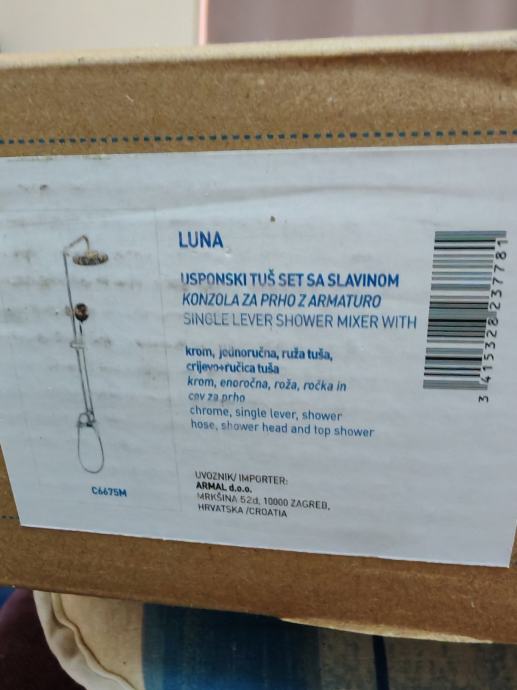 LUNA
USPONSKI TUŠ SET SA SLAVINOM
KONZOLA ZA PRHO Z ARMATURO
SINGLE LEVER SHOWER MIXER WITH
krom, jednoručna, ruža tuša,
crijevo+ručica tuša
krom, enoročna, roža, ročka in
cev za prho
chrome, single lever, shower
hose, shower head and top shower
UVOZNIK/ IMPORTER:
ARMAL d.o.o.
MRKŠINA 52d, 10000 ZAGREB,
HRVATSKA /CROATIA
C6675M
3 415328 237781